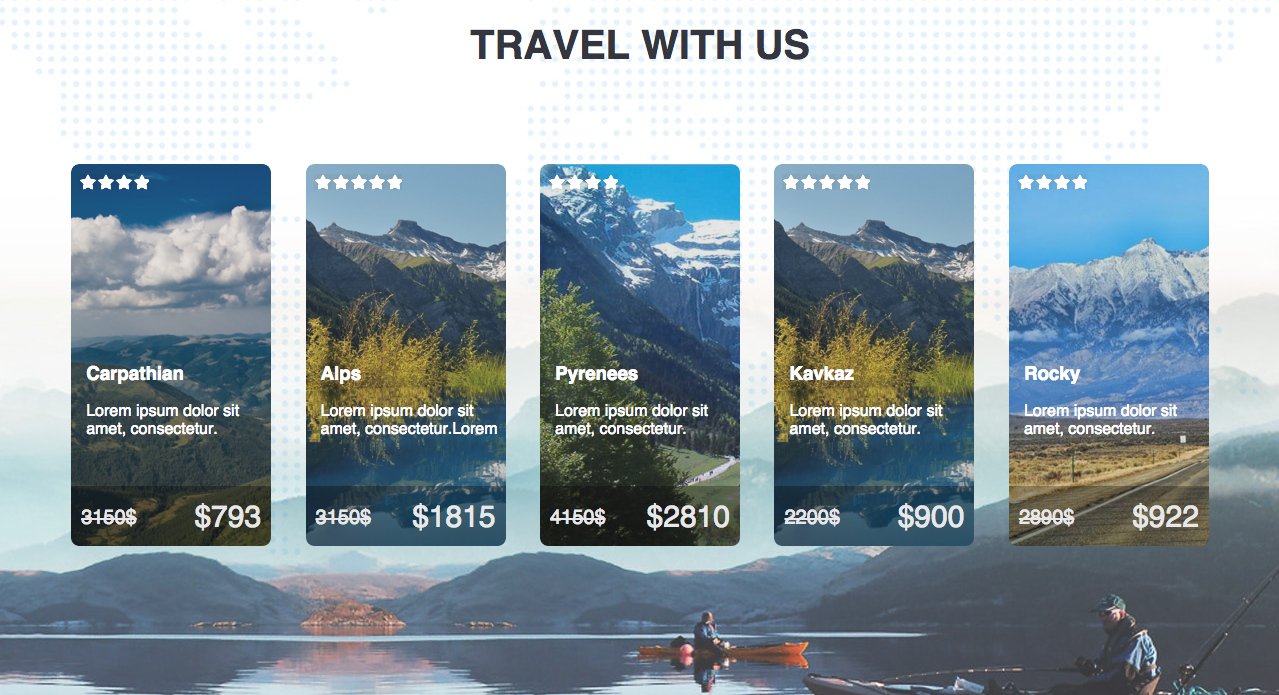 TRAVEL WITH US
Carpathian
Lorem ipsum dolor sit
amet, consectetur.
3150$ $793
Alps
Lorem ipsum dolor sit
amet, consectetur.Lorem
3150$ $1815
Pyrenees
Lorem ipsum dolor sit
amet, consectetur.
4150$ $2810
Kavkaz
Lorem ipsum dolor sit
amet, consectetur.
2200$ $900
Rocky
Lorem ipsum dolor sit
amet, consectetur.
2890$ $922